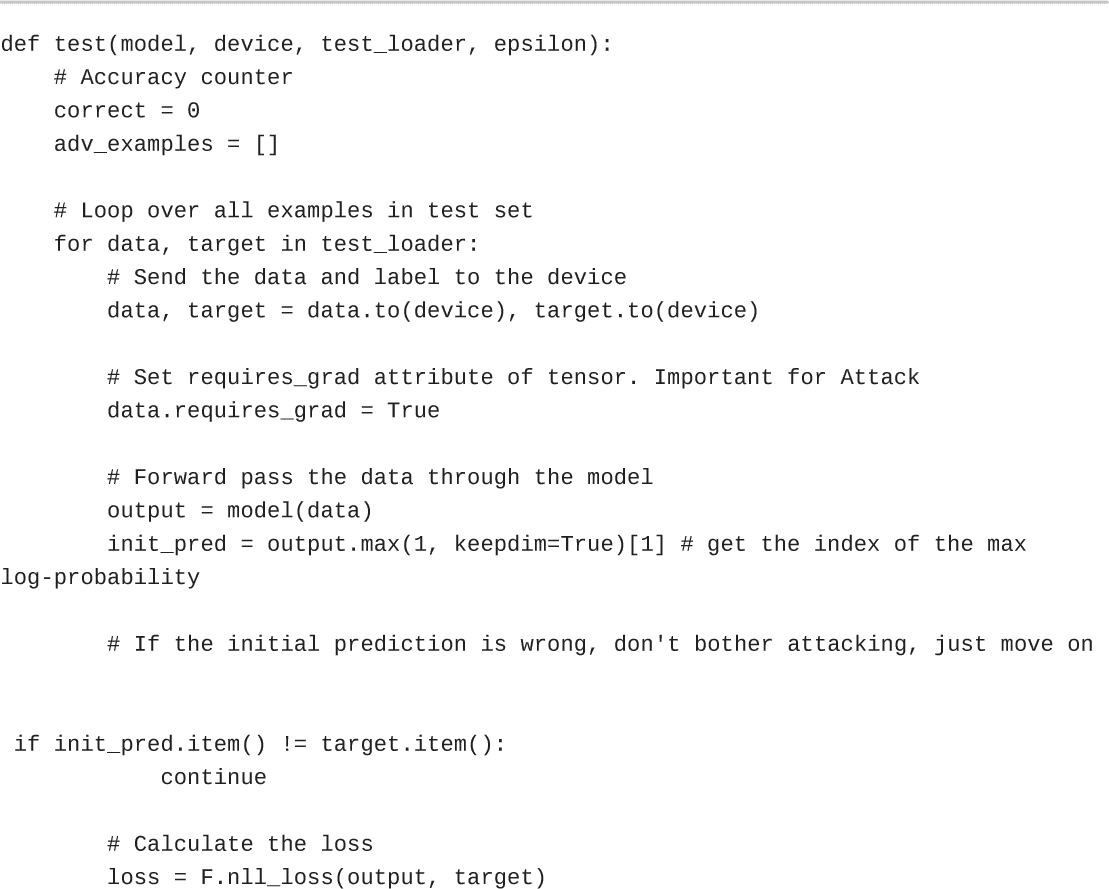 def test(model, device, test_loader, epsilon):
    # Accuracy counter
    correct = 0
    adv_examples = []

    # Loop over all examples in test set
    for data, target in test_loader:
        # Send the data and label to the device
        data, target = data.to(device), target.to(device)

        # Set requires_grad attribute of tensor. Important for Attack
        data.requires_grad = True

        # Forward pass the data through the model
        output = model(data)
        init_pred = output.max(1, keepdim=True)[1] # get the index of the max
log-probability

        # If the initial prediction is wrong, don't bother attacking, just move on

 if init_pred.item() != target.item():
            continue

        # Calculate the loss
        loss = F.nll_loss(output, target)